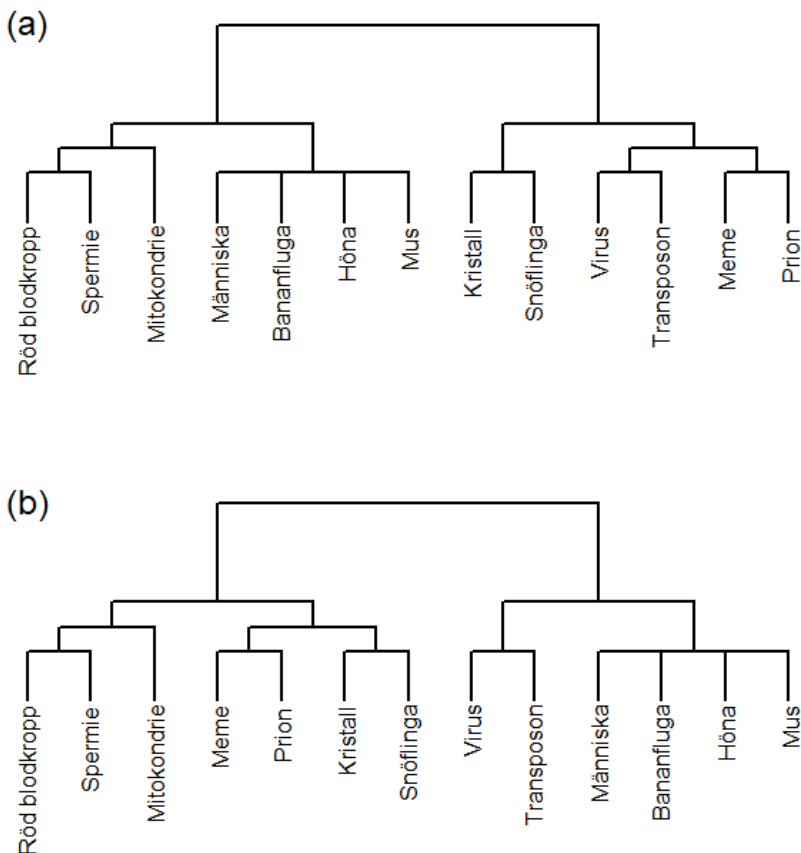 (a)
Röd blodkropp
Spermie
Mitokondrie
Människa
Bananfluga
Höna
Mus
Kristall
Snöflinga
Virus
Transposon
Meme
Prion
(b)
Röd blodkropp
Spermie
Mitokondrie
Meme
Prion
Kristall
Snöflinga
Virus
Transposon
Människa
Bananfluga
Höna
Mus